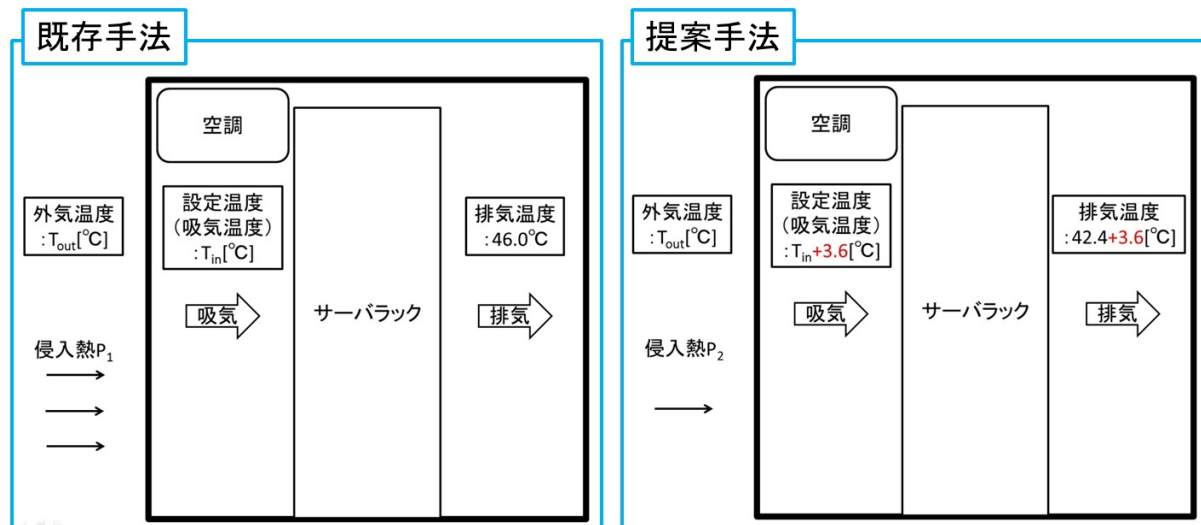 既存手法
空調
外気温度
:Tout[℃]
設定温度
(吸気温度)
:Tin[℃]
排気温度
:46.0℃
吸気
サーバラック
排気
侵入熱P1
提案手法
空調
外気温度
:Tout[℃]
設定温度
(吸気温度)
:Tin+3.6[℃]
排気温度
:42.4+3.6[℃]
吸気
サーバラック
排気
侵入熱P2